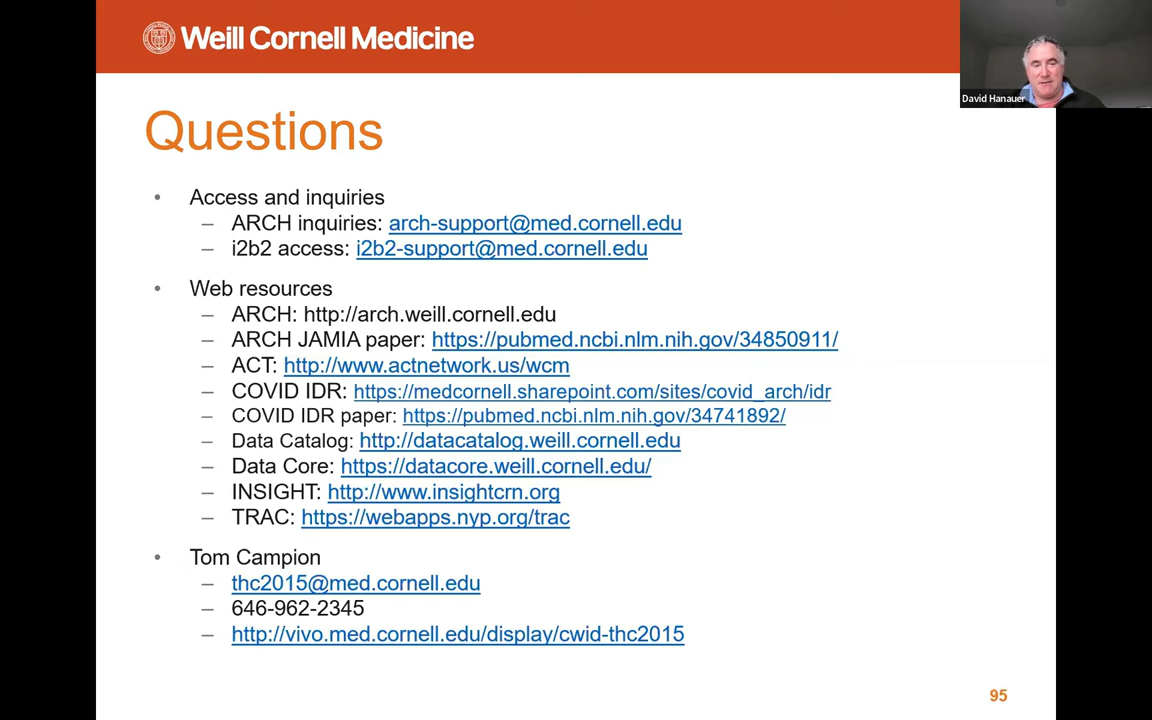 Weill Cornell Medicine
David Hanauer
Questions
• Access and inquiries
– ARCH inquiries: arch-support@med.cornell.edu
– i2b2 access: i2b2-support@med.cornell.edu
• Web resources
– ARCH: http://arch.weill.cornell.edu
– ARCH JAMIA paper: https://pubmed.ncbi.nlm.nih.gov/34850911/
– ACT: http://www.actnetwork.us/wcm
– COVID IDR: https://medcornell.sharepoint.com/sites/covid_arch/idr
– COVID IDR paper: https://pubmed.ncbi.nlm.nih.gov/34741892/
– Data Catalog: http://datacatalog.weill.cornell.edu
– Data Core: https://datacore.weill.cornell.edu/
– INSIGHT: http://www.insightcrn.org
– TRAC: https://webapps.nyp.org/trac
• Tom Campion
– thc2015@med.cornell.edu
– 646-962-2345
– http://vivo.med.cornell.edu/display/cwid-thc2015
95